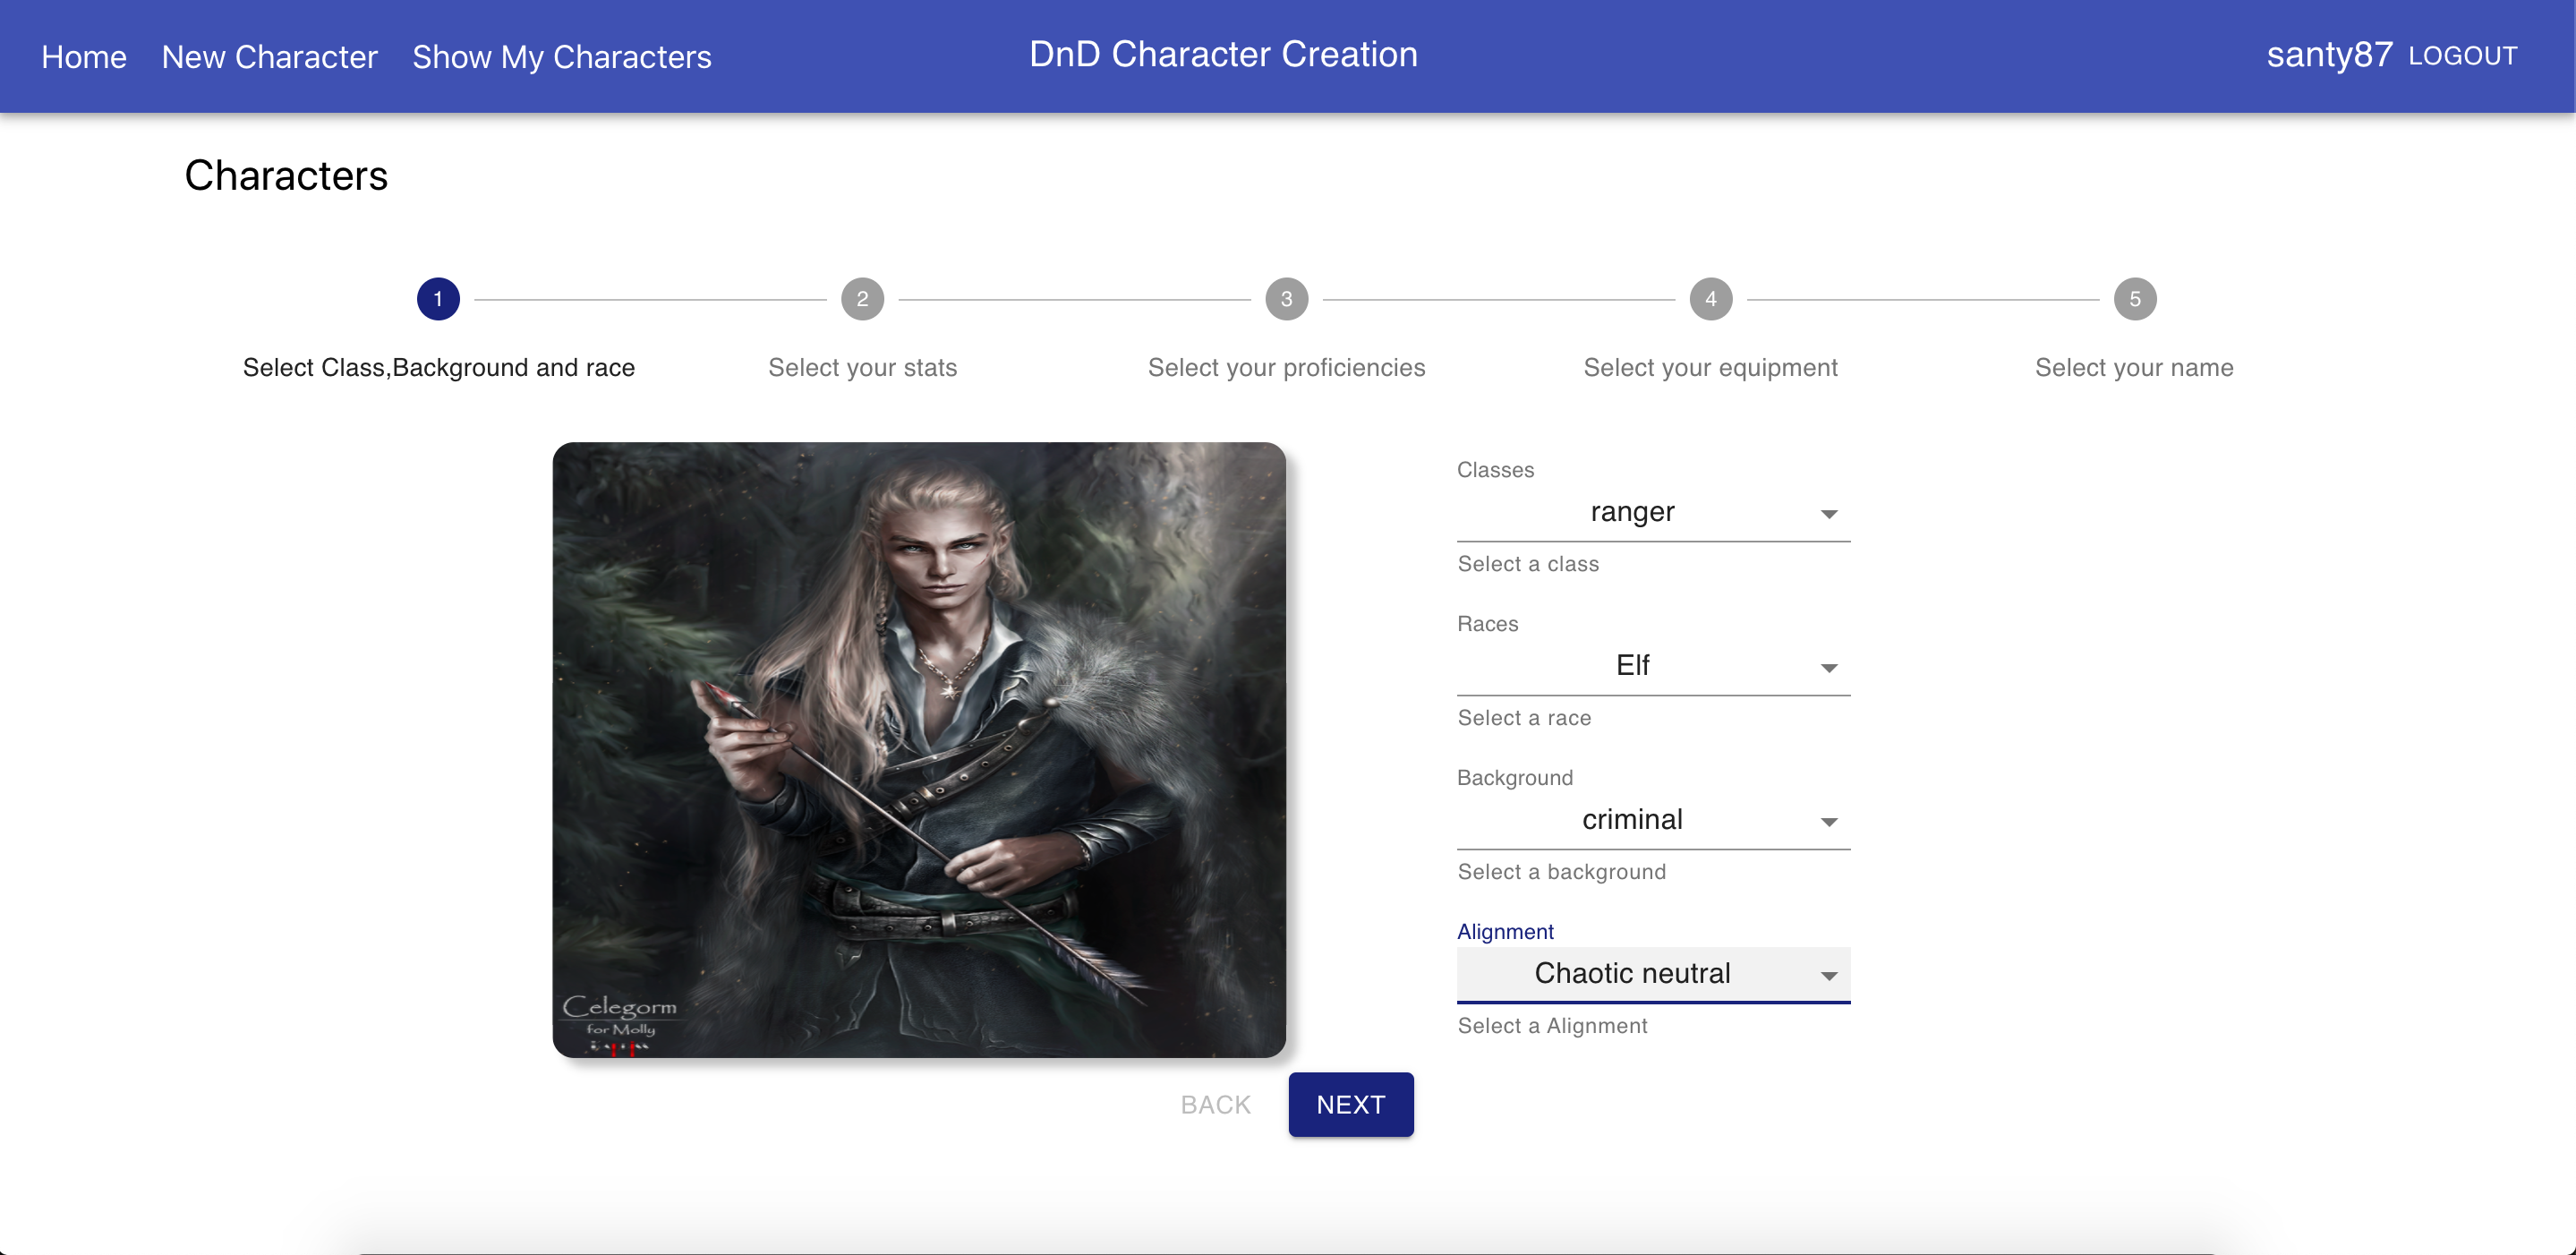 Home New Character Show My Characters DnD Character Creation santy87 LOGOUT
Characters
1 2 3 4 5
Select Class,Background and race Select your stats Select your proficiencies Select your equipment Select your name
Classes
ranger
Select a class
Races
Elf
Select a race
Background
criminal
Select a background
Alignment
Chaotic neutral
Select a Alignment
Celegorm
for Molly
BACK NEXT